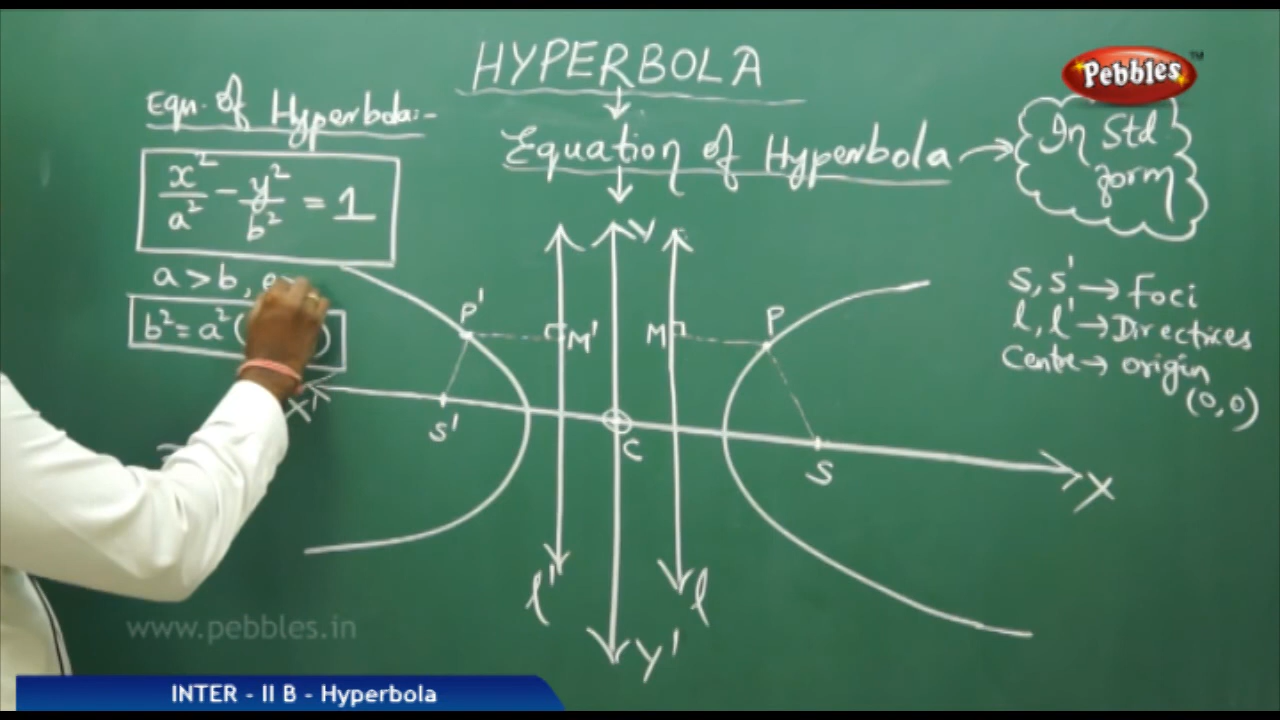 HYPERBOLA
Pebbles™
Eqn. of Hyperbola:-
Equation of Hyperbola → In Std
form
x²/a² - y²/b² = 1
a > b, e >
b² = a² (
Y
P'
M'
M
P
S, S' → Foci
l, l' → Directrices
Centre → origin
(0, 0)
X'
S'
C
S
X
l'
l
Y'
www.pebbles.in
INTER - II B - Hyperbola